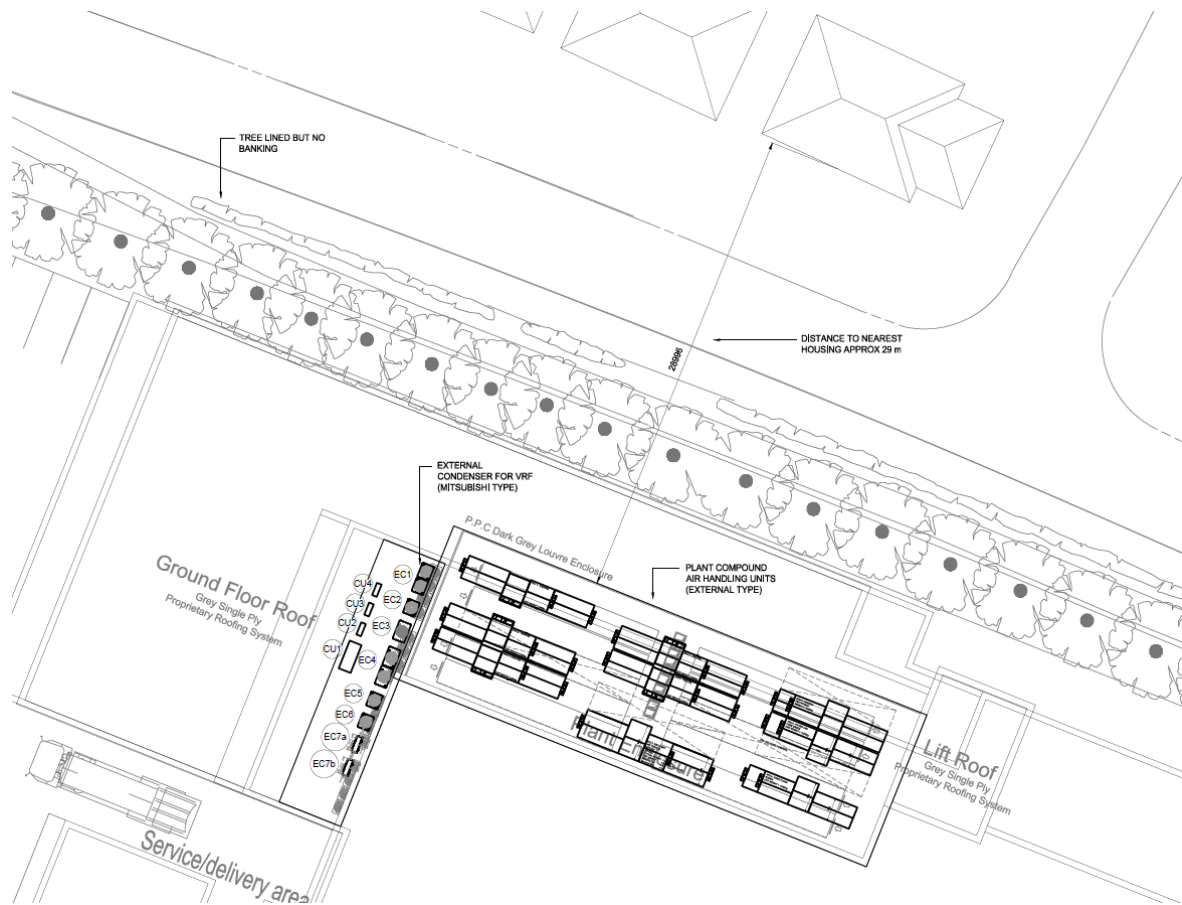 TREE LINED BUT NO
BANKING
28996
DISTANCE TO NEAREST
HOUSING APPROX 29 m
EXTERNAL
CONDENSER FOR VRF
(MITSUBISHI TYPE)
P.P.C Dark Grey Louvre Enclosure
PLANT COMPOUND
AIR HANDLING UNITS
(EXTERNAL TYPE)
Ground Floor Roof
Grey Single Ply
Proprietary Roofing System
CU4
EC1
CU3
EC2
CU2
EC3
CU1
EC4
EC5
EC6
EC7a
EC7b
Plant Enclosure
Lift Roof
Grey Single Ply
Proprietary Roofing System
Service/delivery area